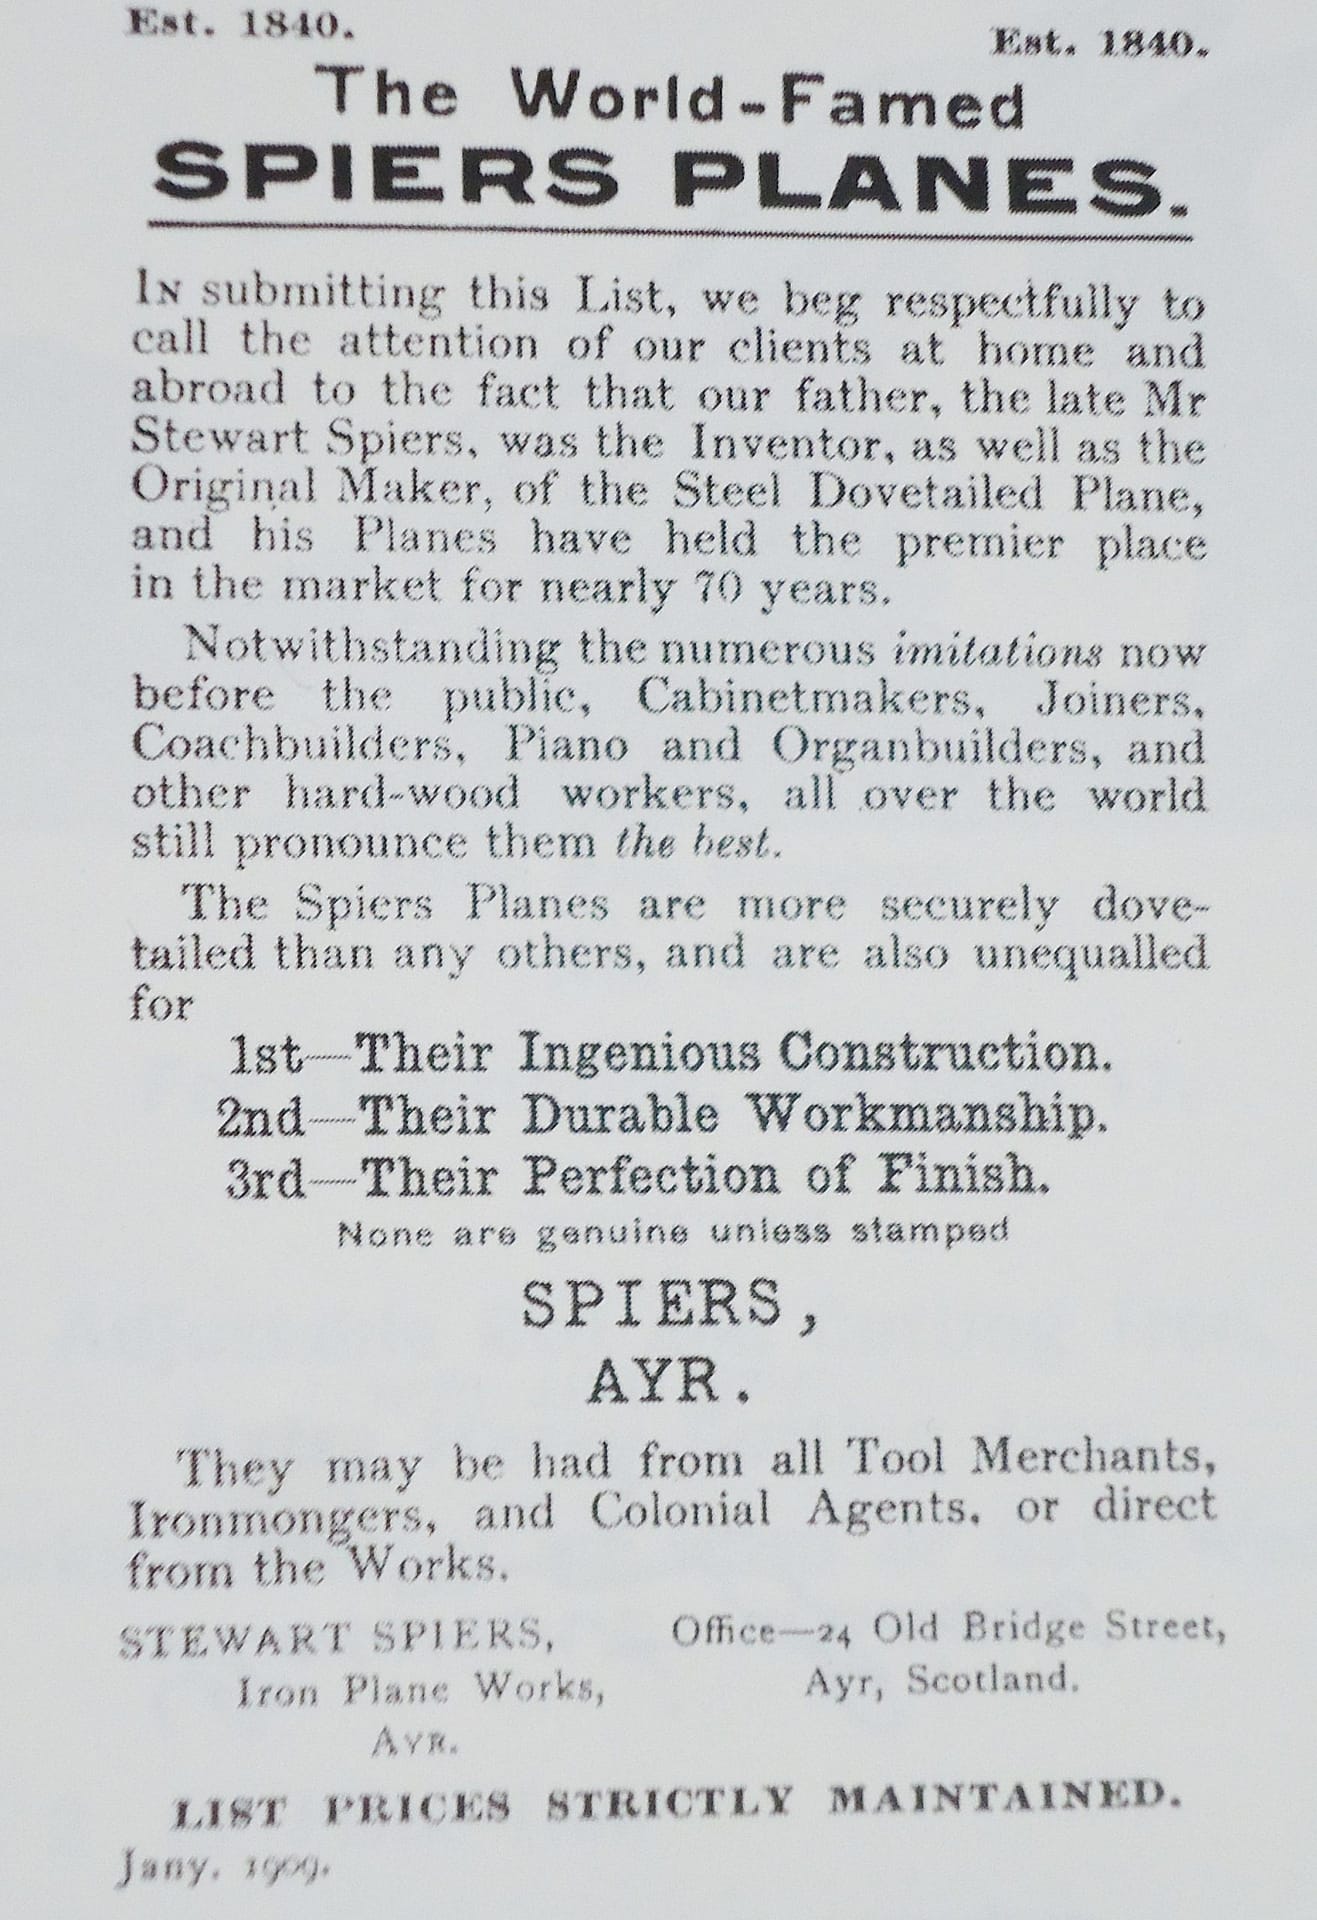 Est. 1840. Est. 1840.
The World-Famed
SPIERS PLANES.
IN submitting this List, we beg respectfully to
call the attention of our clients at home and
abroad to the fact that our father, the late Mr
Stewart Spiers, was the Inventor, as well as the
Original Maker, of the Steel Dovetailed Plane,
and his Planes have held the premier place
in the market for nearly 70 years.
Notwithstanding the numerous imitations now
before the public, Cabinetmakers, Joiners,
Coachbuilders, Piano and Organbuilders, and
other hard-wood workers, all over the world
still pronounce them the best.
The Spiers Planes are more securely dove-
tailed than any others, and are also unequalled
for
1st—Their Ingenious Construction.
2nd—Their Durable Workmanship.
3rd—Their Perfection of Finish.
None are genuine unless stamped
SPIERS,
AYR.
They may be had from all Tool Merchants,
Ironmongers, and Colonial Agents, or direct
from the Works.
STEWART SPIERS, Office—24 Old Bridge Street,
Iron Plane Works, Ayr, Scotland.
AYR.
LIST PRICES STRICTLY MAINTAINED.
Jany. 1909.